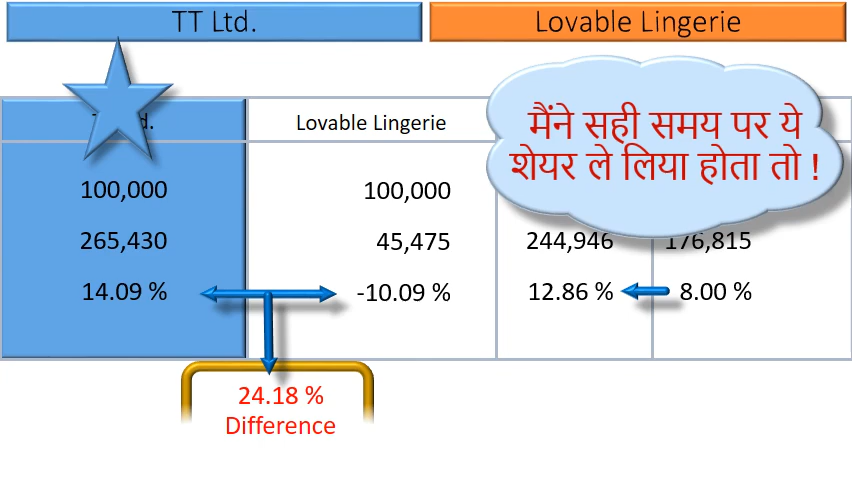 TT Ltd.
Lovable Lingerie
मैंने सही समय पर ये
शेयर ले लिया होता तो !
Lovable Lingerie
100,000
100,000
265,430
45,475
244,946
176,815
14.09 %
-10.09 %
12.86 %
8.00 %
24.18 %
Difference